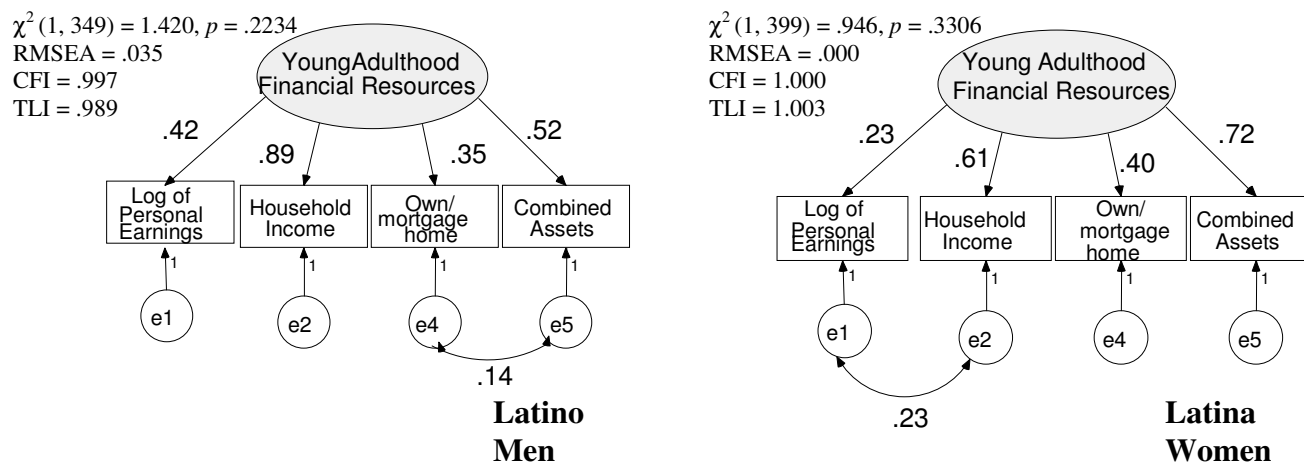 χ² (1, 349) = 1.420, p = .2234
RMSEA = .035
CFI = .997
TLI = .989
YoungAdulthood
Financial Resources
.42
.89
.35
.52
Log of
Personal
Earnings
Household
Income
Own/
mortgage
home
Combined
Assets
1
1
1
1
e1
e2
e4
e5
.14
Latino
Men
χ² (1, 399) = .946, p = .3306
RMSEA = .000
CFI = 1.000
TLI = 1.003
Young Adulthood
Financial Resources
.23
.61
.40
.72
Log of
Personal
Earnings
Household
Income
Own/
mortgage
home
Combined
Assets
1
1
1
1
e1
e2
e4
e5
.23
Latina
Women